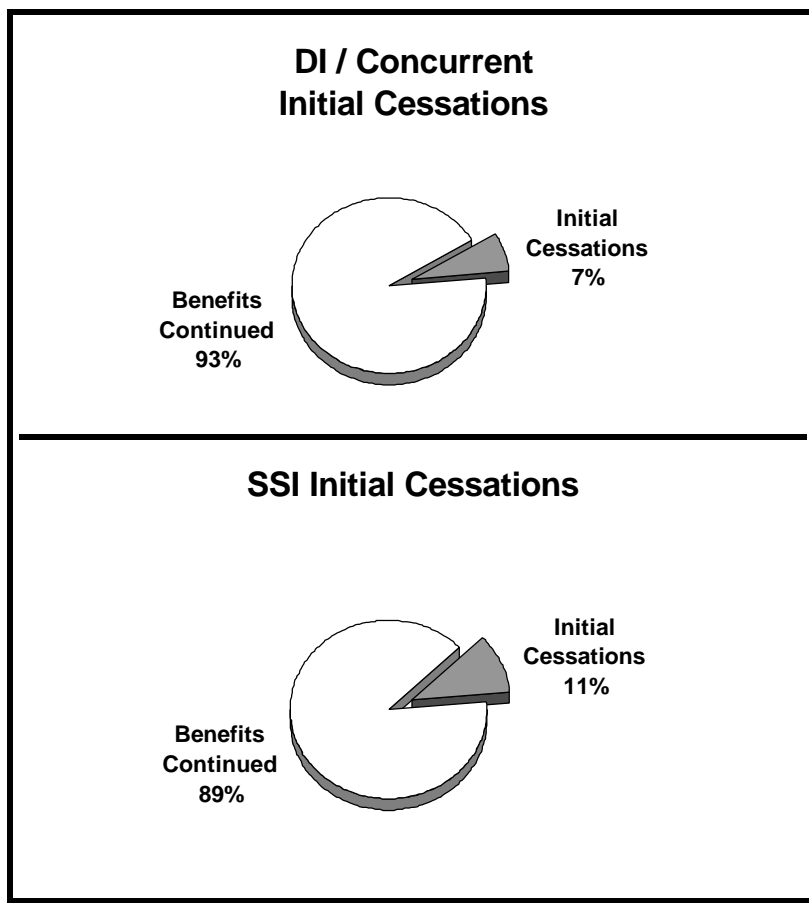 DI / Concurrent
Initial Cessations
Initial
Cessations
7%
Benefits
Continued
93%
SSI Initial Cessations
Initial
Cessations
11%
Benefits
Continued
89%